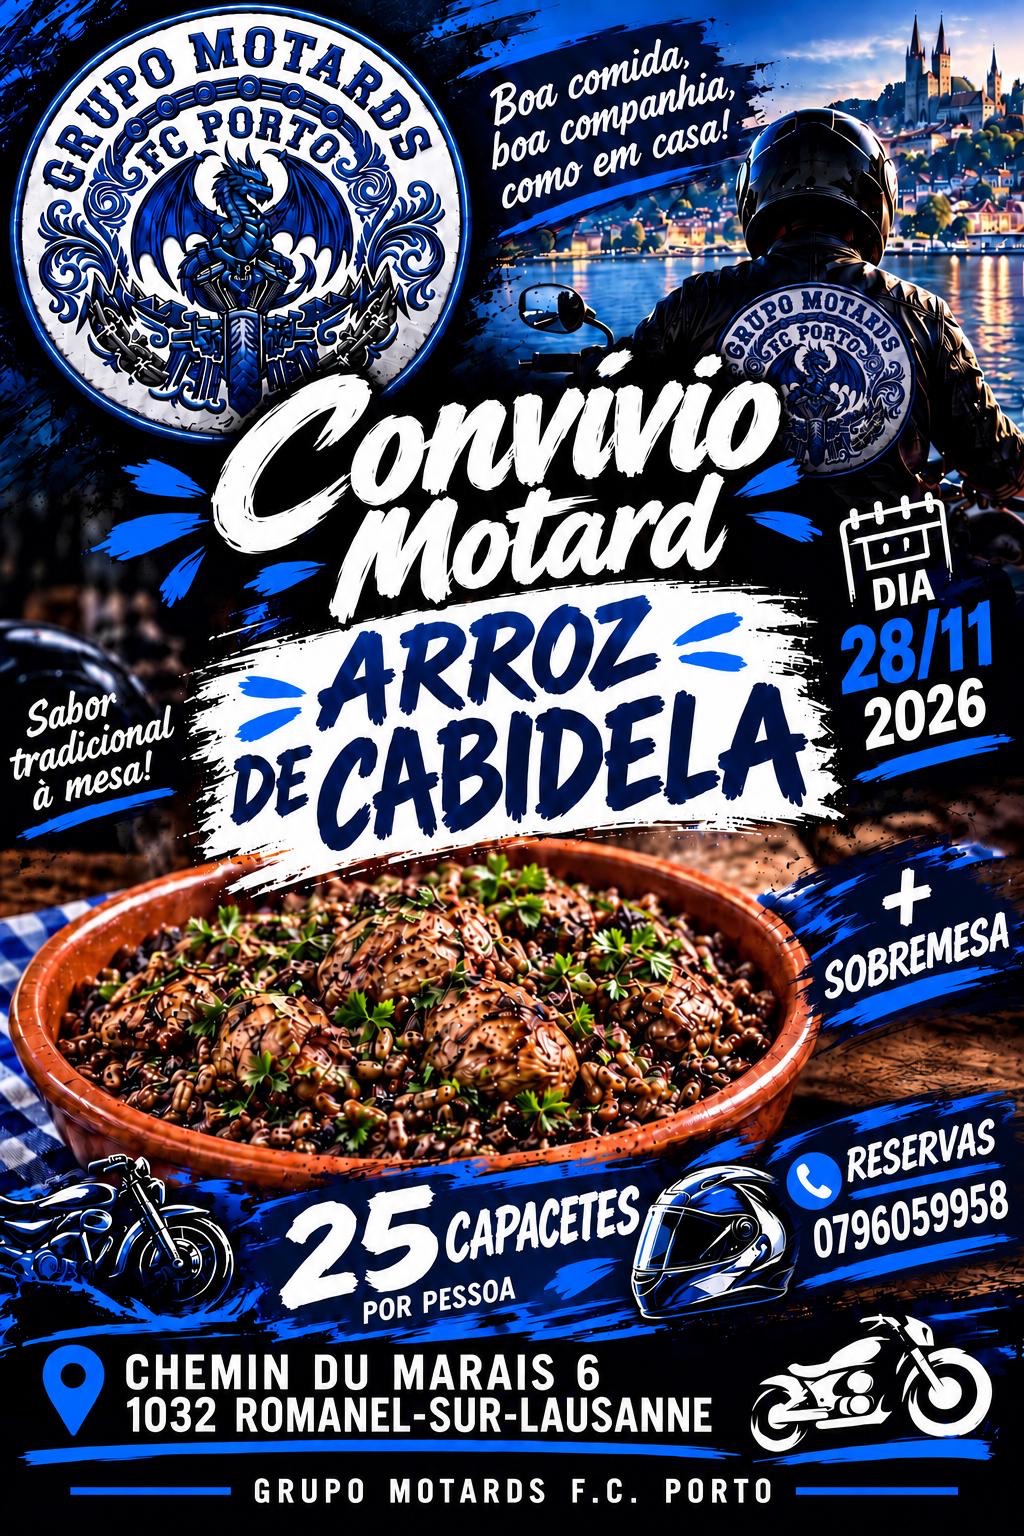 GRUPO MOTARDS
FC PORTO
Boa comida,
boa companhia,
como em casa!
GRUPO MOTARDS
FC PORTO
Convívio
Motard
ARROZ
DE CABIDELA
DIA
28/11
2026
Sabor
tradicional
à mesa!
+
SOBREMESA
25 CAPACETES
POR PESSOA
RESERVAS
0796059958
CHEMIN DU MARAIS 6
1032 ROMANEL-SUR-LAUSANNE
GRUPO MOTARDS F.C. PORTO